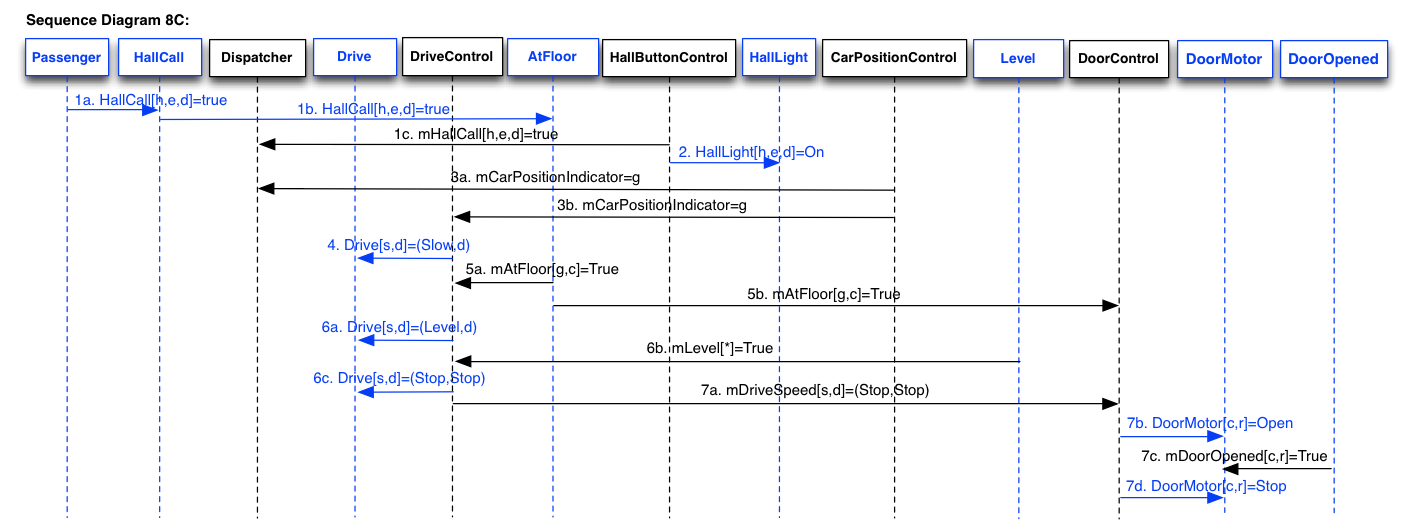 Sequence Diagram 8C:
Passenger
HallCall
Dispatcher
Drive
DriveControl
AtFloor
HallButtonControl
HallLight
CarPositionControl
Level
DoorControl
DoorMotor
DoorOpened
1a. HallCall[h,e,d]=true
1b. HallCall[h,e,d]=true
1c. mHallCall[h,e,d]=true
2. HallLight[h,e,d]=On
3a. mCarPositionIndicator=g
3b. mCarPositionIndicator=g
4. Drive[s,d]=(Slow,d)
5a. mAtFloor[g,c]=True
5b. mAtFloor[g,c]=True
6a. Drive[s,d]=(Level,d)
6b. mLevel[*]=True
6c. Drive[s,d]=(Stop,Stop)
7a. mDriveSpeed[s,d]=(Stop,Stop)
7b. DoorMotor[c,r]=Open
7c. mDoorOpened[c,r]=True
7d. DoorMotor[c,r]=Stop